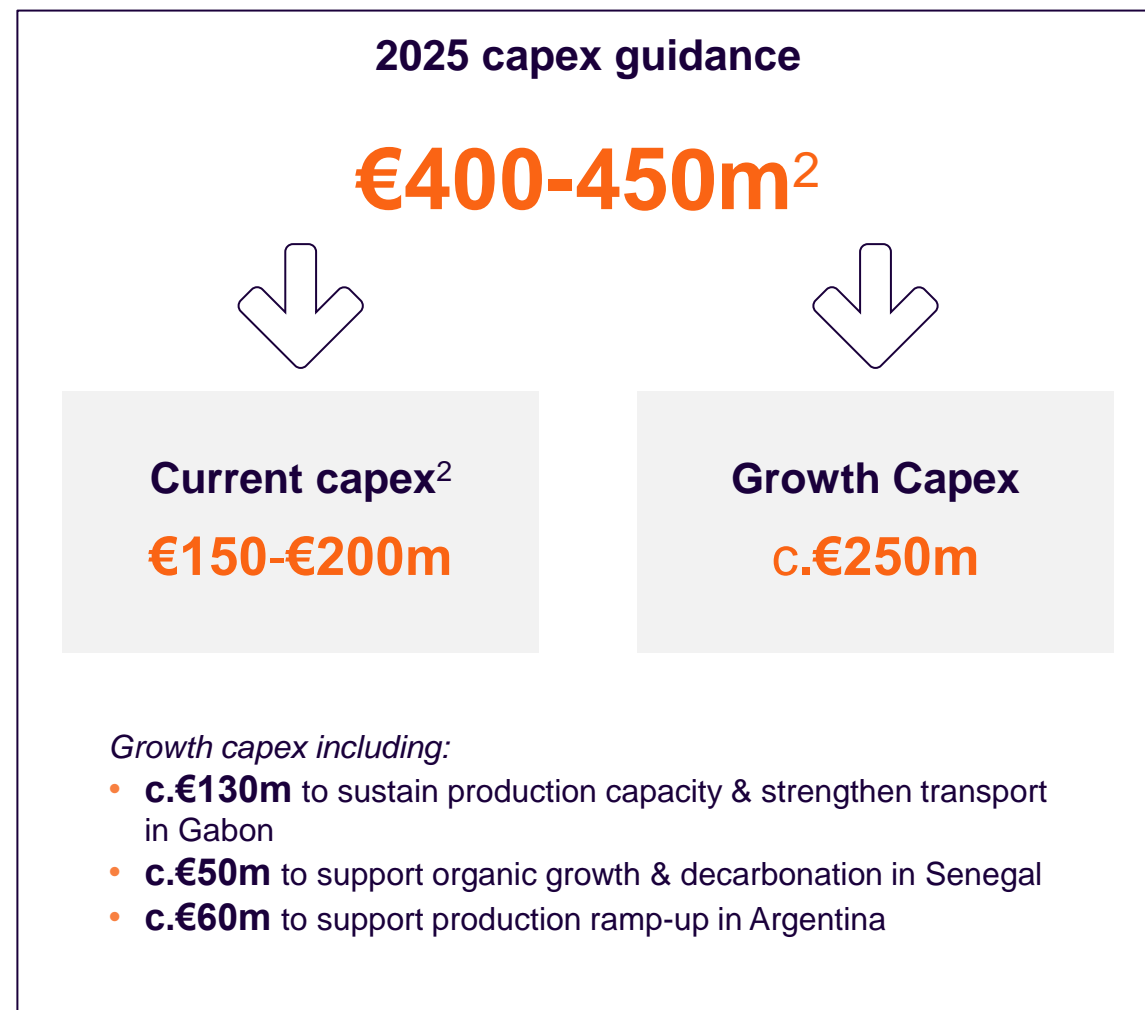 2025 capex guidance
€400-450m²
Current capex²
€150-€200m
Growth Capex
c.€250m
Growth capex including:
• c.€130m to sustain production capacity & strengthen transport
in Gabon
• c.€50m to support organic growth & decarbonation in Senegal
• c.€60m to support production ramp-up in Argentina